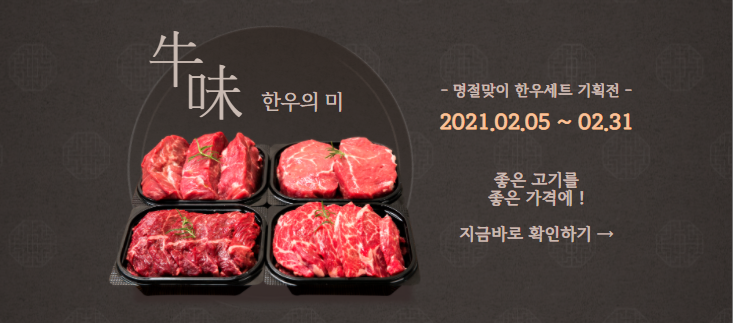 牛味
한우의 미
- 명절맞이 한우세트 기획전 -
2021.02.05 ~ 02.31
좋은 고기를
좋은 가격에 !
지금바로 확인하기 →